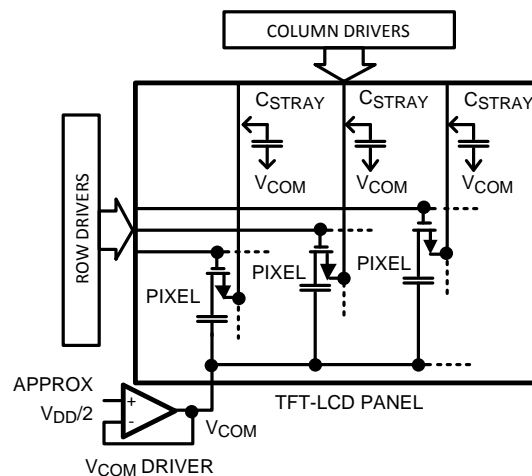 COLUMN DRIVERS
CSTRAY CSTRAY CSTRAY
VCOM VCOM VCOM
ROW DRIVERS
PIXEL PIXEL PIXEL
APPROX
VDD/2
+
-
VCOM
VCOM DRIVER
TFT-LCD PANEL